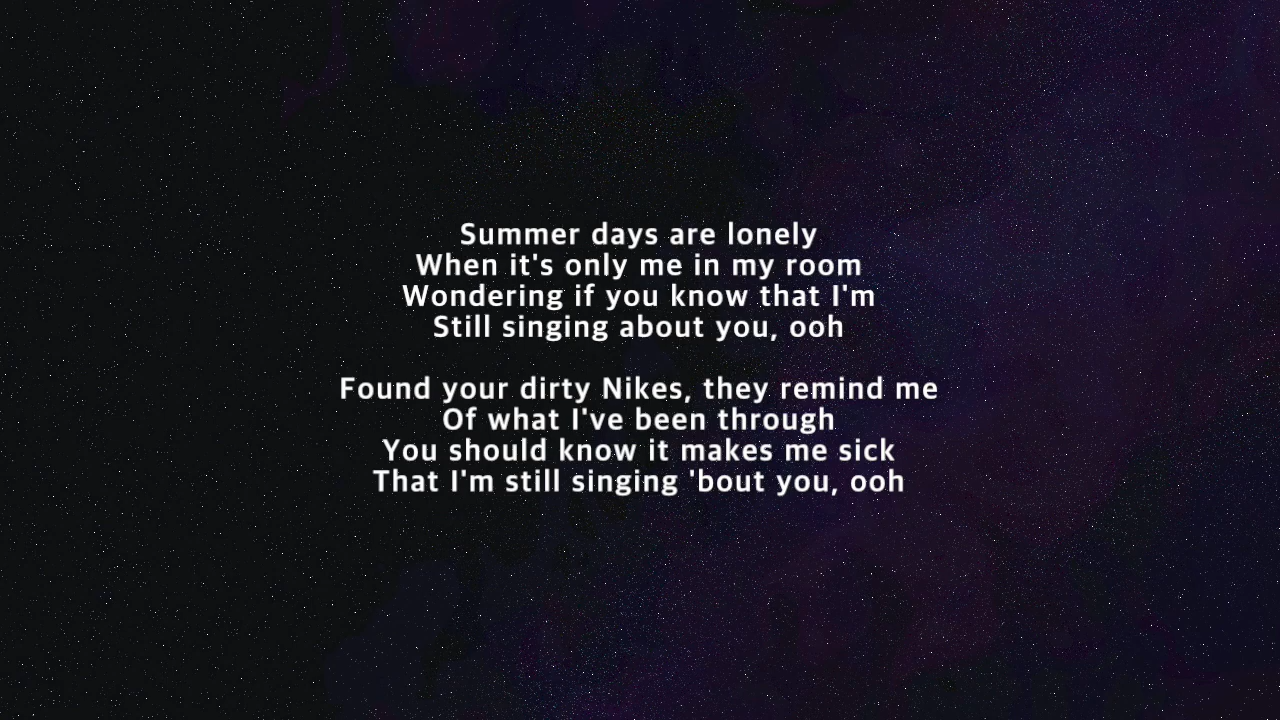 Summer days are lonely
When it's only me in my room
Wondering if you know that I'm
Still singing about you, ooh
Found your dirty Nikes, they remind me
Of what I've been through
You should know it makes me sick
That I'm still singing 'bout you, ooh